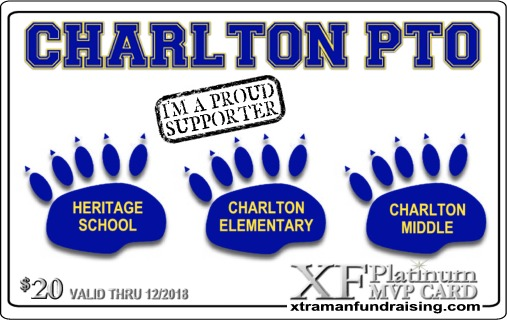 CHARLTON PTO
I'M A PROUD
SUPPORTER
HERITAGE
SCHOOL
CHARLTON
ELEMENTARY
CHARLTON
MIDDLE
$20 VALID THRU 12/2018
XF Platinum
MVP CARD
xtramanfundraising.com